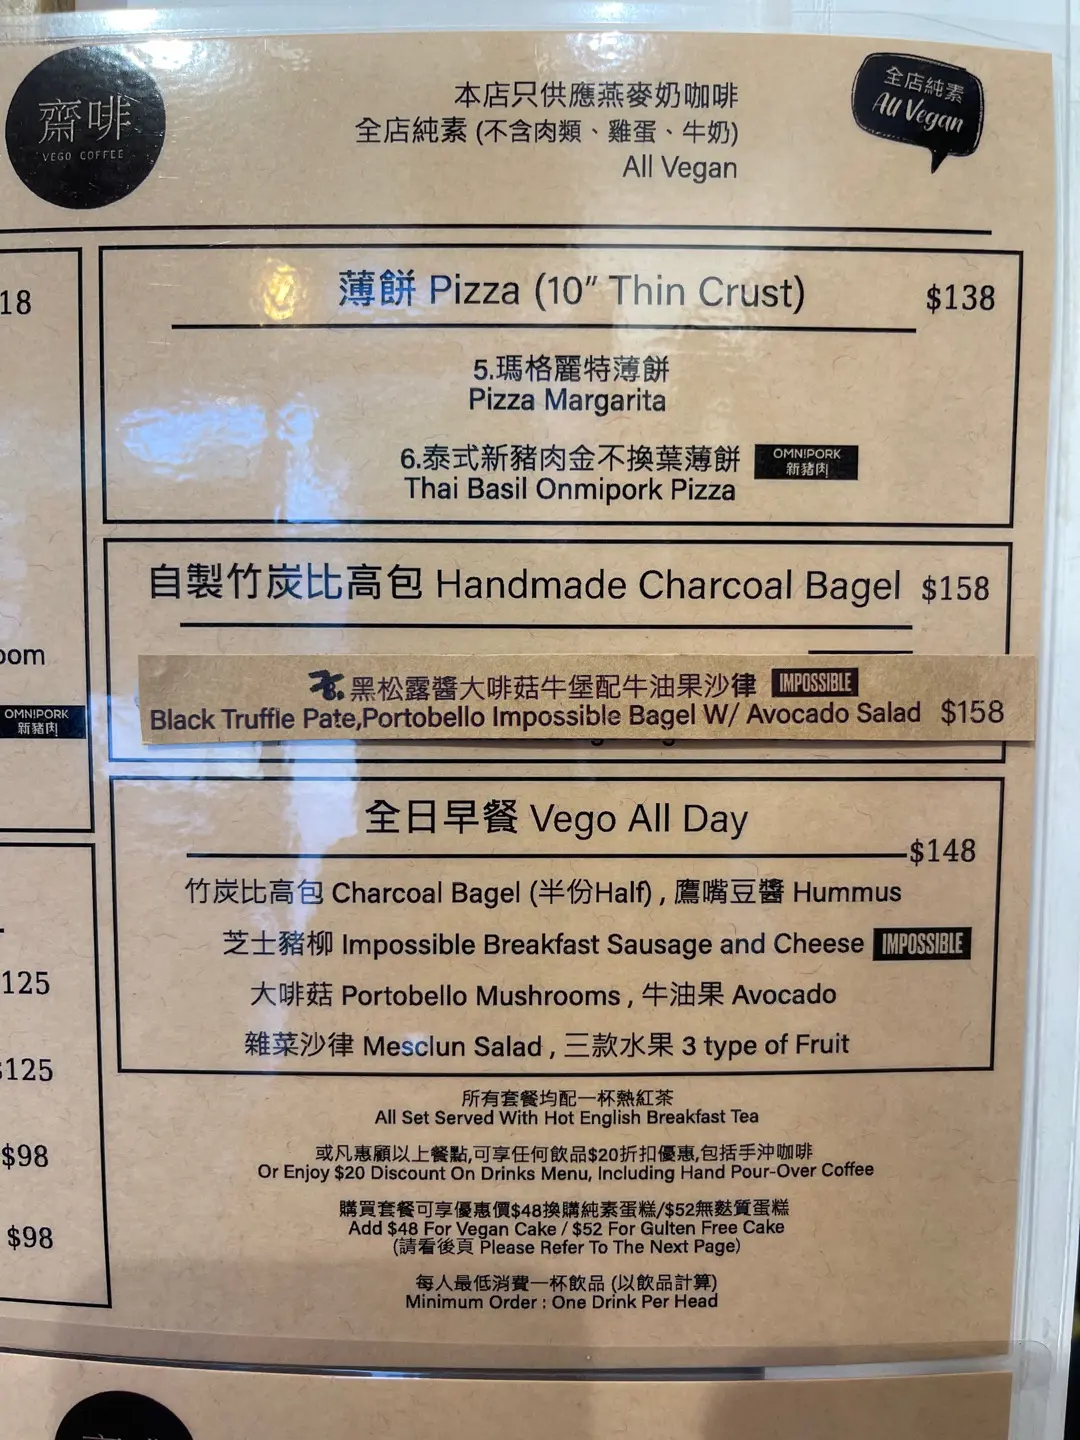 齋啡
VEGO COFFEE
本店只供應燕麥奶咖啡
全店純素 (不含肉類、雞蛋、牛奶)
All Vegan
全店純素
All Vegan
18
oom
OMN!PORK
新豬肉
125
$125
$98
$98
薄餅 Pizza (10" Thin Crust) $138
5.瑪格麗特薄餅
Pizza Margarita
6.泰式新豬肉金不換葉薄餅 OMN!PORK 新豬肉
Thai Basil Onmipork Pizza
自製竹炭比高包 Handmade Charcoal Bagel $158
8.黑松露醬大啡菇牛堡配牛油果沙律 IMPOSSIBLE
Black Truffle Pate,Portobello Impossible Bagel W/ Avocado Salad $158
全日早餐 Vego All Day
$148
竹炭比高包 Charcoal Bagel (半份Half) , 鷹嘴豆醬 Hummus
芝士豬柳 Impossible Breakfast Sausage and Cheese IMPOSSIBLE
大啡菇 Portobello Mushrooms , 牛油果 Avocado
雜菜沙律 Mesclun Salad , 三款水果 3 type of Fruit
所有套餐均配一杯熱紅茶
All Set Served With Hot English Breakfast Tea
或凡惠顧以上餐點,可享任何飲品$20折扣優惠,包括手沖咖啡
Or Enjoy $20 Discount On Drinks Menu, Including Hand Pour-Over Coffee
購買套餐可享優惠價$48換購純素蛋糕/$52無麩質蛋糕
Add $48 For Vegan Cake / $52 For Gulten Free Cake
(請看後頁 Please Refer To The Next Page)
每人最低消費一杯飲品 (以飲品計算)
Minimum Order : One Drink Per Head